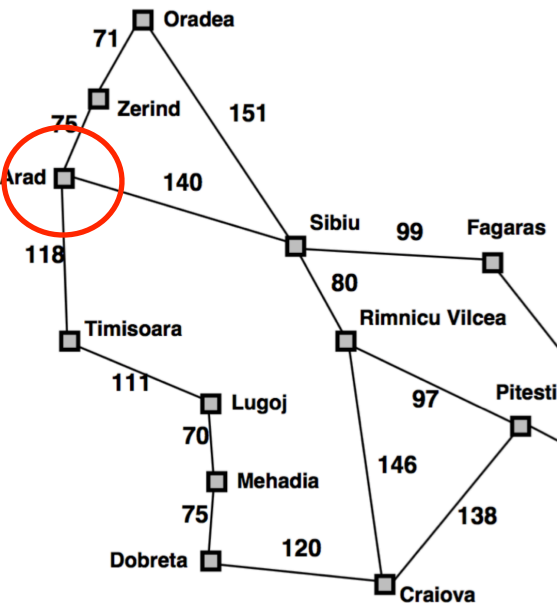 Oradea
71
Zerind
151
75
Arad
140
Sibiu
99
Fagaras
118
80
Timisoara
Rimnicu Vilcea
111
Lugoj
97
Pitesti
70
146
Mehadia
75
138
Dobreta
120
Craiova